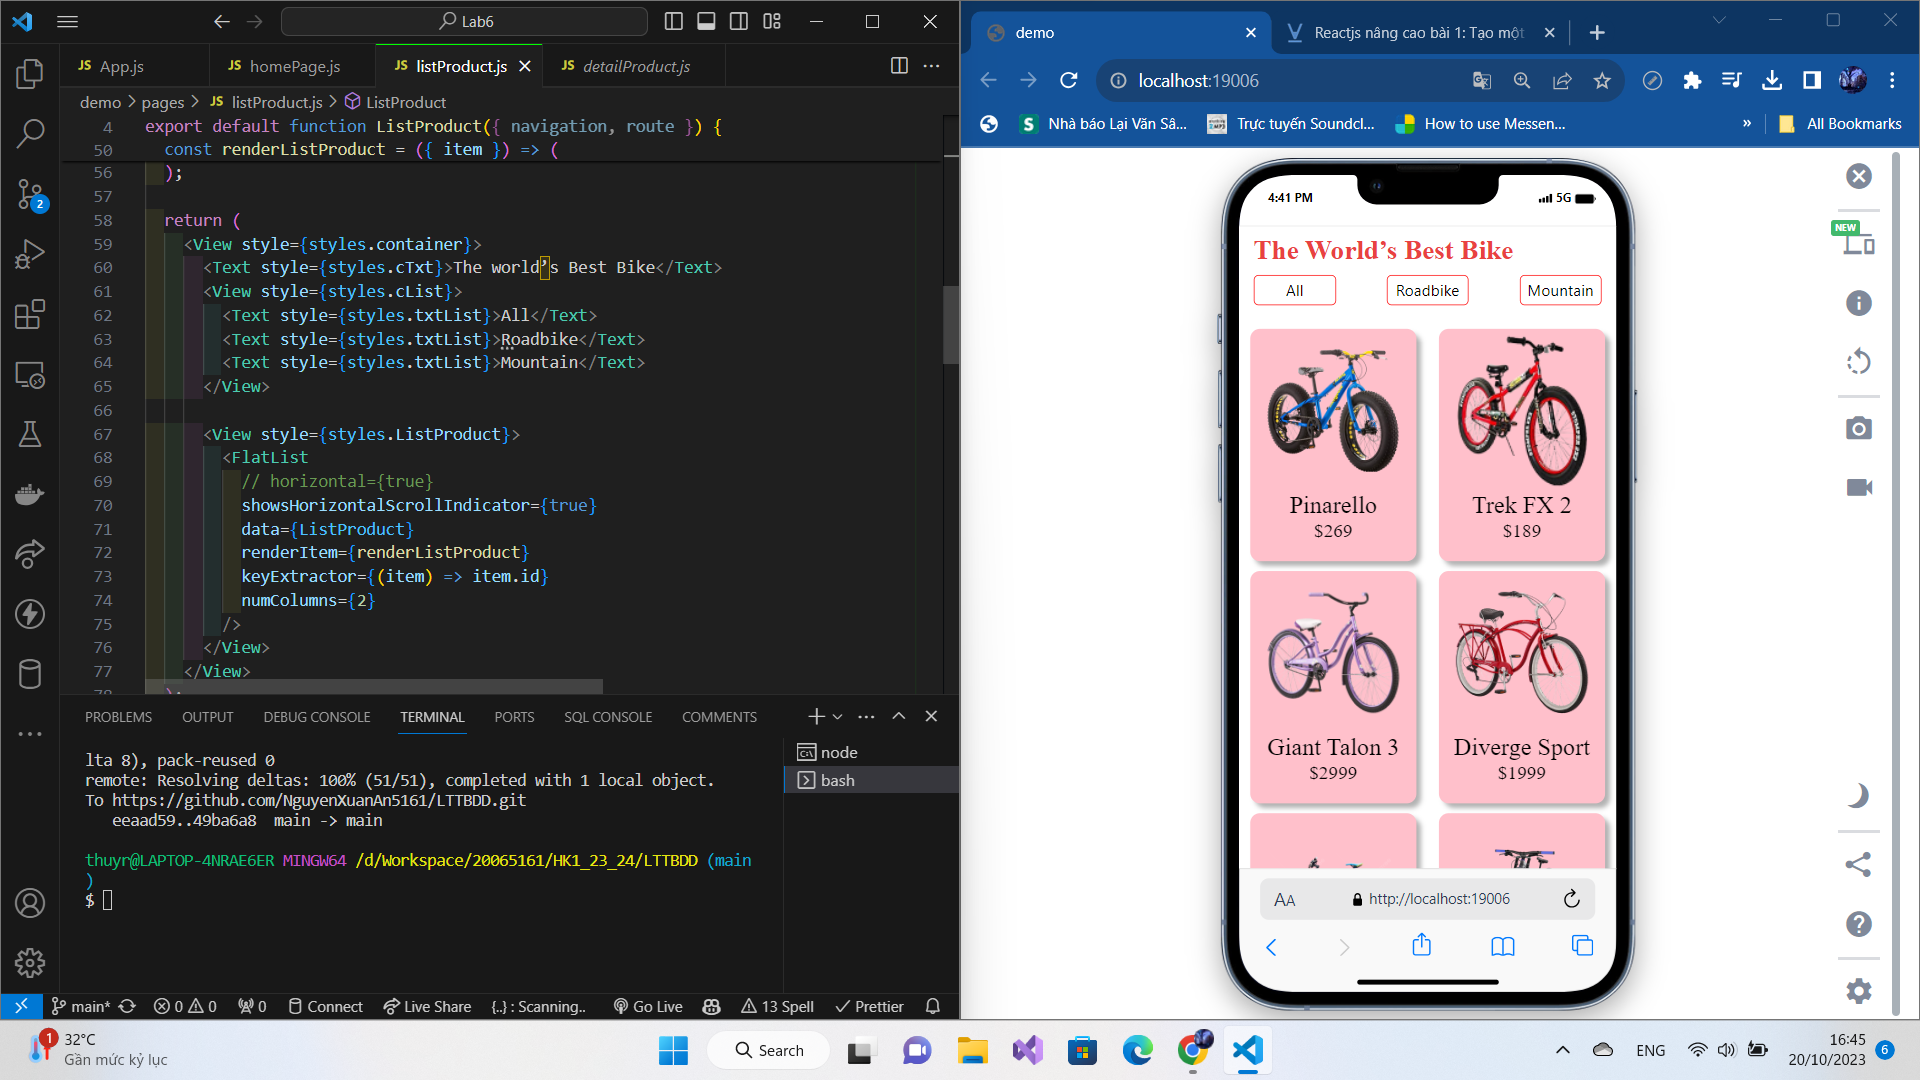 Lab6
JS App.js
JS homePage.js
JS listProduct.js
JS detailProduct.js
demo > pages > JS listProduct.js > ListProduct
4 export default function ListProduct({ navigation, route }) {
50 const renderListProduct = ({ item }) => (
56 );
57
58 return (
59 <View style={styles.container}>
60 <Text style={styles.cTxt}>The world’s Best Bike</Text>
61 <View style={styles.cList}>
62 <Text style={styles.txtList}>All</Text>
63 <Text style={styles.txtList}>Roadbike</Text>
64 <Text style={styles.txtList}>Mountain</Text>
65 </View>
66
67 <View style={styles.ListProduct}>
68 <FlatList
69 // horizontal={true}
70 showsHorizontalScrollIndicator={true}
71 data={ListProduct}
72 renderItem={renderListProduct}
73 keyExtractor={(item) => item.id}
74 numColumns={2}
75 />
76 </View>
77 </View>
78 );
2
PROBLEMS OUTPUT DEBUG CONSOLE TERMINAL PORTS SQL CONSOLE COMMENTS
lta 8), pack-reused 0
remote: Resolving deltas: 100% (51/51), completed with 1 local object.
To https://github.com/NguyenXuanAn5161/LTTBDD.git
eeaad59..49ba6a8 main -> main
thuyr@LAPTOP-4NRAE6ER MINGW64 /d/Workspace/20065161/HK1_23_24/LTTBDD (main
)
$
node
bash
main* 0 0 0 Connect Live Share {..} : Scanning.. Go Live 13 Spell Prettier
demo
Reactjs nâng cao bài 1: Tạo một
localhost:19006
Nhà báo Lại Văn Sâ...
Trực tuyến Soundcl...
How to use Messen...
»
All Bookmarks
4:41 PM
5G
The World’s Best Bike
All
Roadbike
Mountain
Pinarello
$269
Trek FX 2
$189
Giant Talon 3
$2999
Diverge Sport
$1999
AA
http://localhost:19006
NEW
1
32°C
Gần mức kỷ lục
Search
ENG
16:45
20/10/2023
6